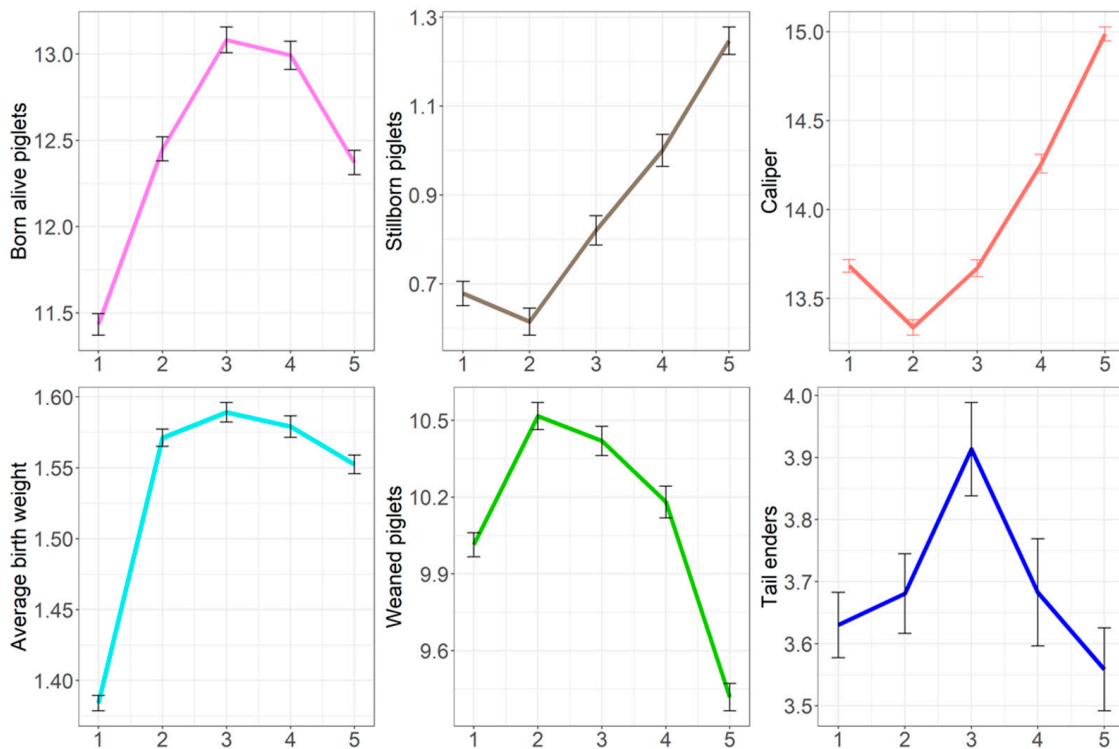 Born alive piglets
13.0
12.5
12.0
11.5
1 2 3 4 5
Stillborn piglets
1.3
1.1
0.9
0.7
1 2 3 4 5
Caliper
15.0
14.5
14.0
13.5
1 2 3 4 5
Average birth weight
1.60
1.55
1.50
1.45
1.40
1 2 3 4 5
Weaned piglets
10.5
10.2
9.9
9.6
1 2 3 4 5
Tail enders
4.0
3.9
3.8
3.7
3.6
3.5
1 2 3 4 5